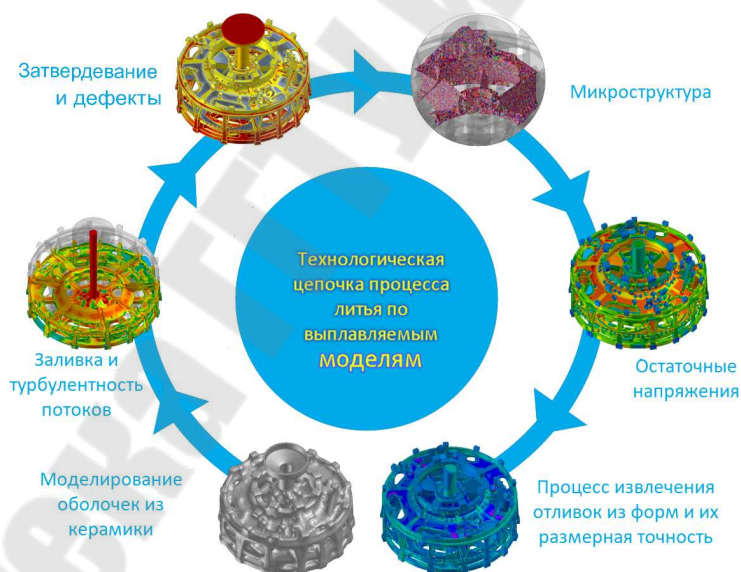 Затвердевание
и дефекты
Микроструктура
Технологическая
цепочка процесса
литья по
выплавляемым
моделям
Заливка и
турбулентность
потоков
Остаточные
напряжения
Моделирование
оболочек из
керамики
Процесс извлечения
отливок из форм и их
размерная точность